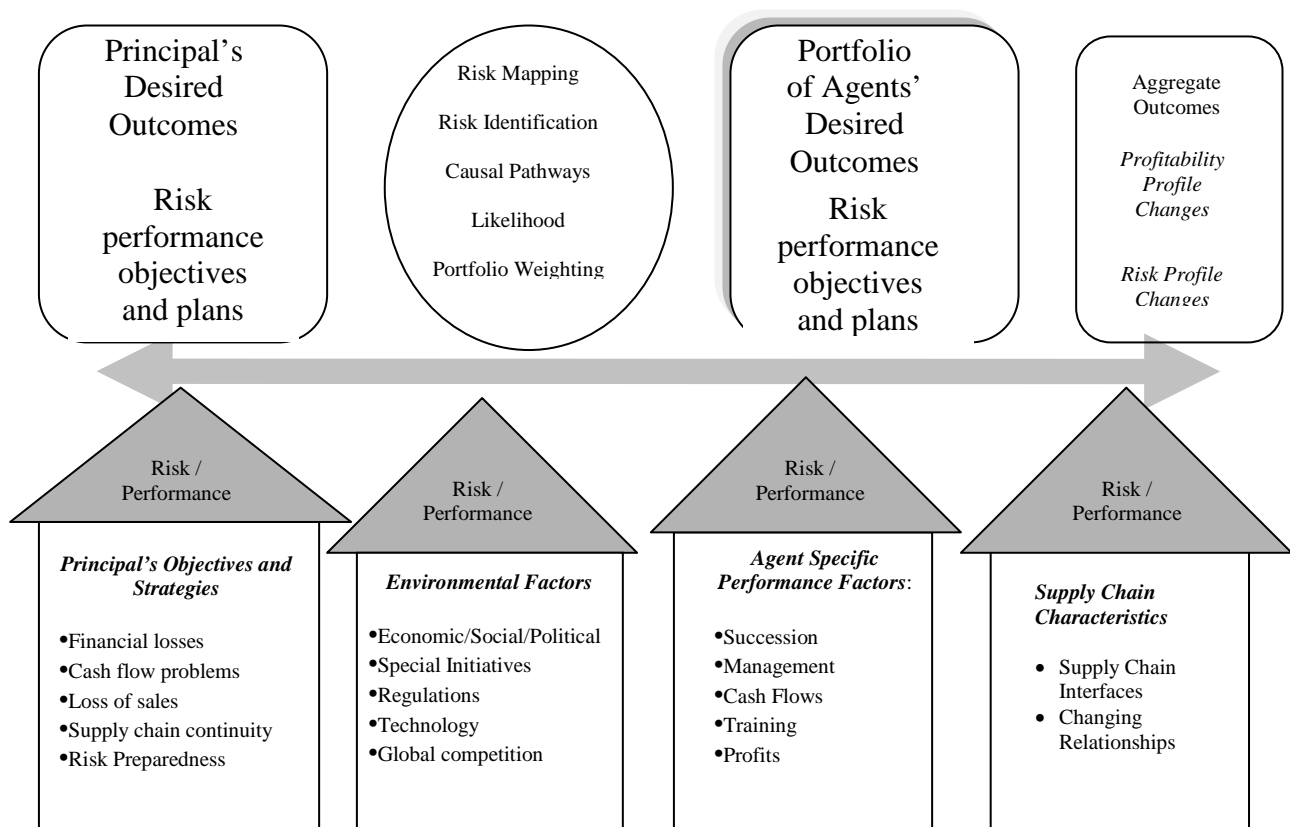 Principal’s
Desired
Outcomes
Risk
performance
objectives
and plans
Risk Mapping
Risk Identification
Causal Pathways
Likelihood
Portfolio Weighting
Portfolio
of Agents’
Desired
Outcomes
Risk
performance
objectives
and plans
Aggregate
Outcomes
Profitability
Profile
Changes
Risk Profile
Changes
Risk /
Performance
Risk /
Performance
Risk /
Performance
Risk /
Performance
Principal’s Objectives and
Strategies
•Financial losses
•Cash flow problems
•Loss of sales
•Supply chain continuity
•Risk Preparedness
Environmental Factors
•Economic/Social/Political
•Special Initiatives
•Regulations
•Technology
•Global competition
Agent Specific
Performance Factors:
•Succession
•Management
•Cash Flows
•Training
•Profits
Supply Chain
Characteristics
• Supply Chain
Interfaces
• Changing
Relationships